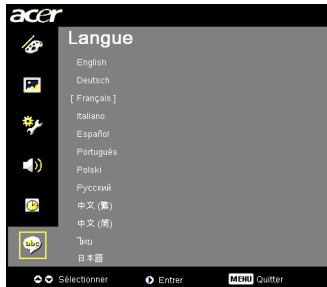 acer
Langue
English
Deutsch
[ Français ]
Italiano
Español
Português
Polski
Русский
中文 (繁)
中文 (简)
ไทย
日本語
abc
Sélectionner Entrer MENU Quitter